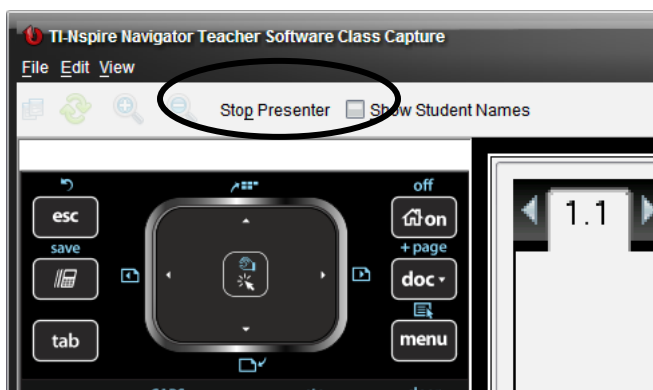 TI-Nspire Navigator Teacher Software Class Capture
File Edit View
Stop Presenter Show Student Names
off
esc on
save + page
doc
tab menu
1.1